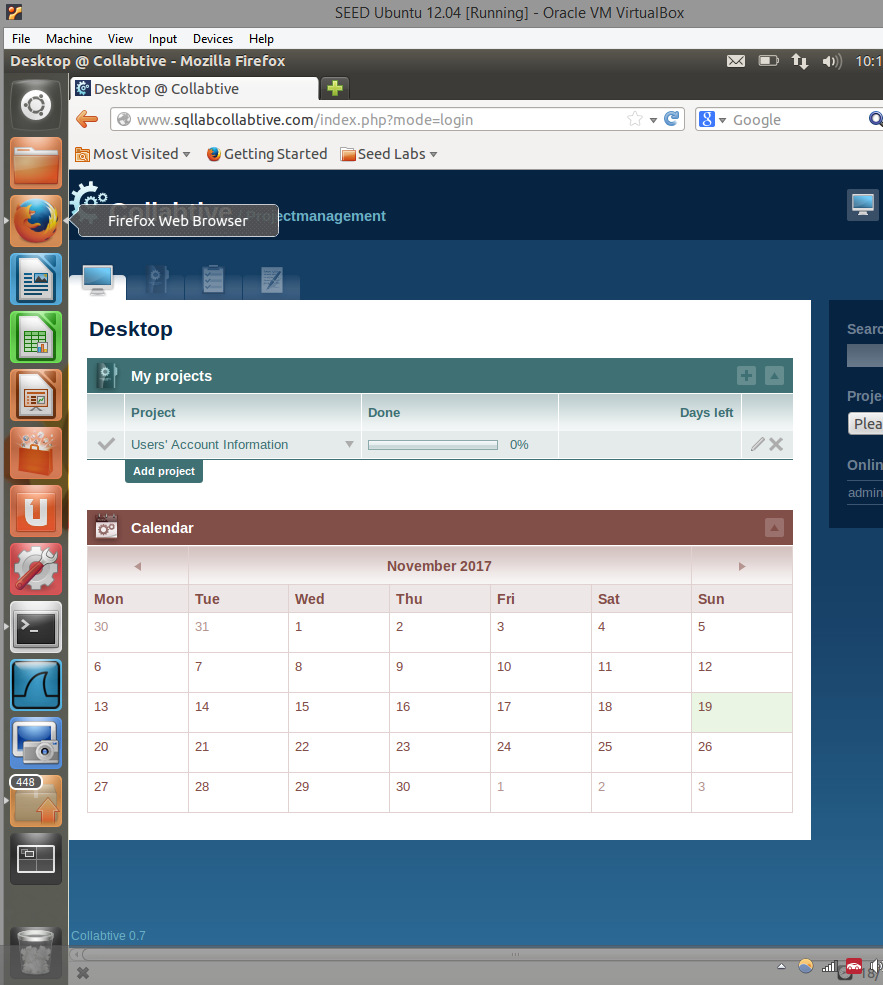 SEED Ubuntu 12.04 [Running] - Oracle VM VirtualBox
File Machine View Input Devices Help
Desktop @ Collabtive - Mozilla Firefox
10:1
Desktop @ Collabtive
www.sqllabcollabtive.com/index.php?mode=login
Google
Most Visited Getting Started Seed Labs
Collabtive / Projectmanagement
Firefox Web Browser
Desktop
Searc
My projects
Project Done Days left
Proje
Plea
Users' Account Information 0%
Add project
Onlin
admin
Calendar
November 2017
Mon Tue Wed Thu Fri Sat Sun
30 31 1 2 3 4 5
6 7 8 9 10 11 12
13 14 15 16 17 18 19
20 21 22 23 24 25 26
27 28 29 30 1 2 3
448
Collabtive 0.7